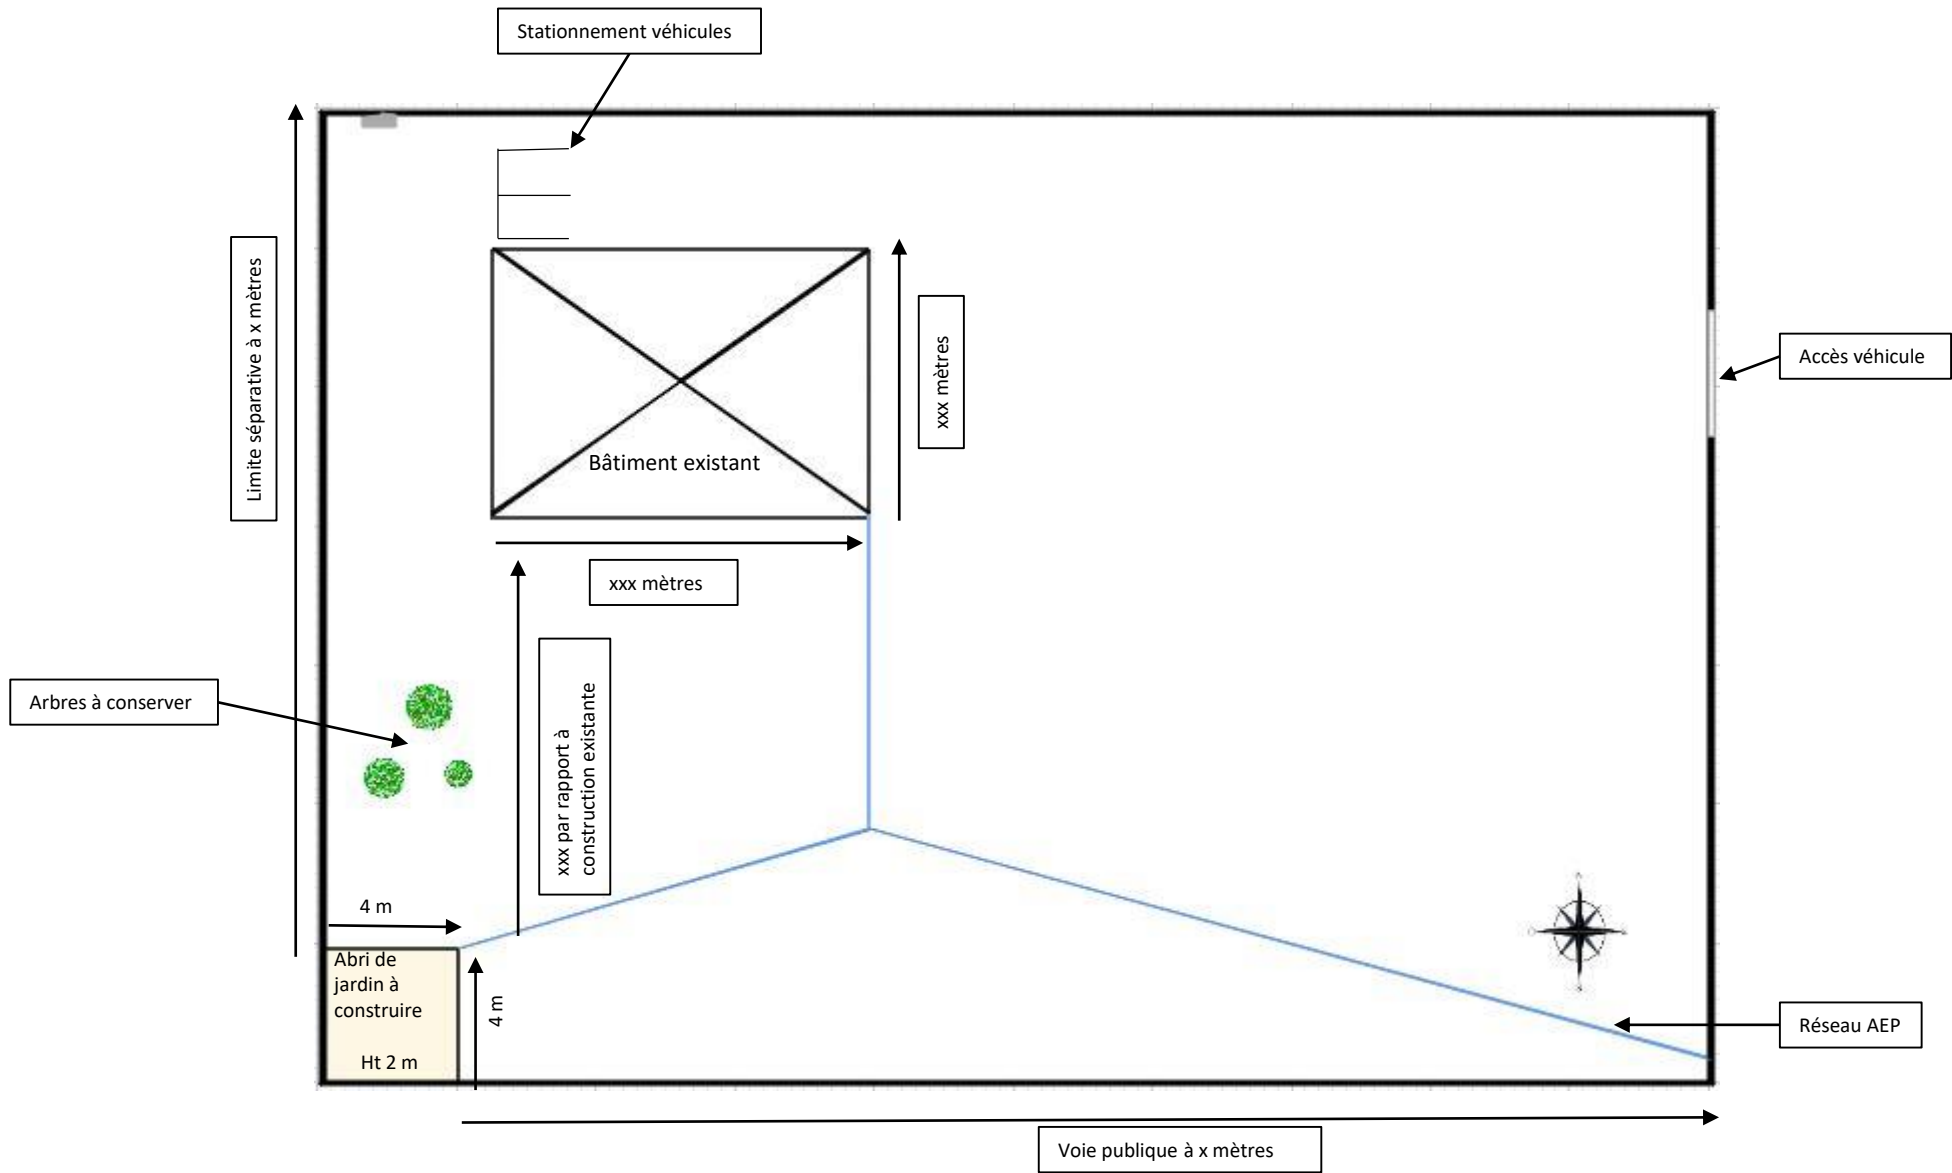 Stationnement véhicules
Limite séparative à x mètres
xxx mètres
Accès véhicule
Bâtiment existant
xxx mètres
Arbres à conserver
xxx par rapport à
construction existante
4 m
Abri de
jardin à
construire
Ht 2 m
4 m
Réseau AEP
Voie publique à x mètres